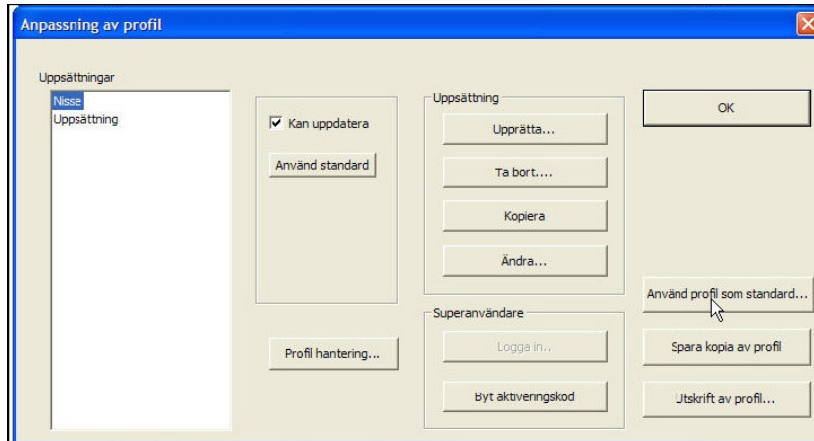 Anpassning av profil
Uppsättningar
Nisse
Uppsättning
Kan uppdatera
Använd standard
Profil hantering...
Uppsättning
Upprätta...
Ta bort....
Kopiera
Ändra...
Superanvändare
Logga in..
Byt aktiveringskod
OK
Använd profil som standard...
Spara kopia av profil
Utskrift av profil...